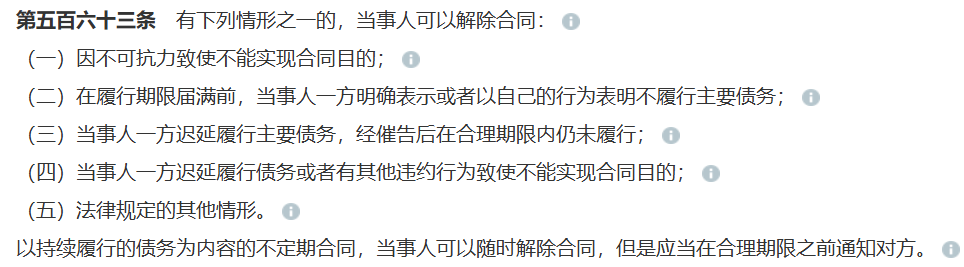 第五百六十三条 有下列情形之一的，当事人可以解除合同：
（一）因不可抗力致使不能实现合同目的；
（二）在履行期限届满前，当事人一方明确表示或者以自己的行为表明不履行主要债务；
（三）当事人一方迟延履行主要债务，经催告后在合理期限内仍未履行；
（四）当事人一方迟延履行债务或者有其他违约行为致使不能实现合同目的；
（五）法律规定的其他情形。
以持续履行的债务为内容的不定期合同，当事人可以随时解除合同，但是应当在合理期限之前通知对方。